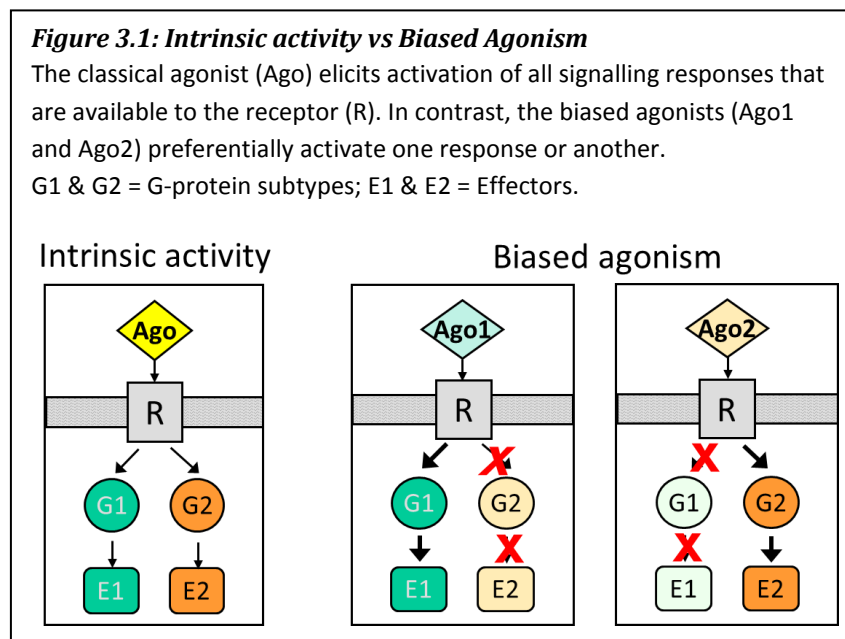 Figure 3.1: Intrinsic activity vs Biased Agonism
The classical agonist (Ago) elicits activation of all signalling responses that
are available to the receptor (R). In contrast, the biased agonists (Ago1
and Ago2) preferentially activate one response or another.
G1 & G2 = G-protein subtypes; E1 & E2 = Effectors.
Intrinsic activity
Biased agonism
Ago
R
G1
G2
E1
E2
Ago1
R
X
G1
G2
X
E1
E2
Ago2
R
X
G1
G2
X
E1
E2